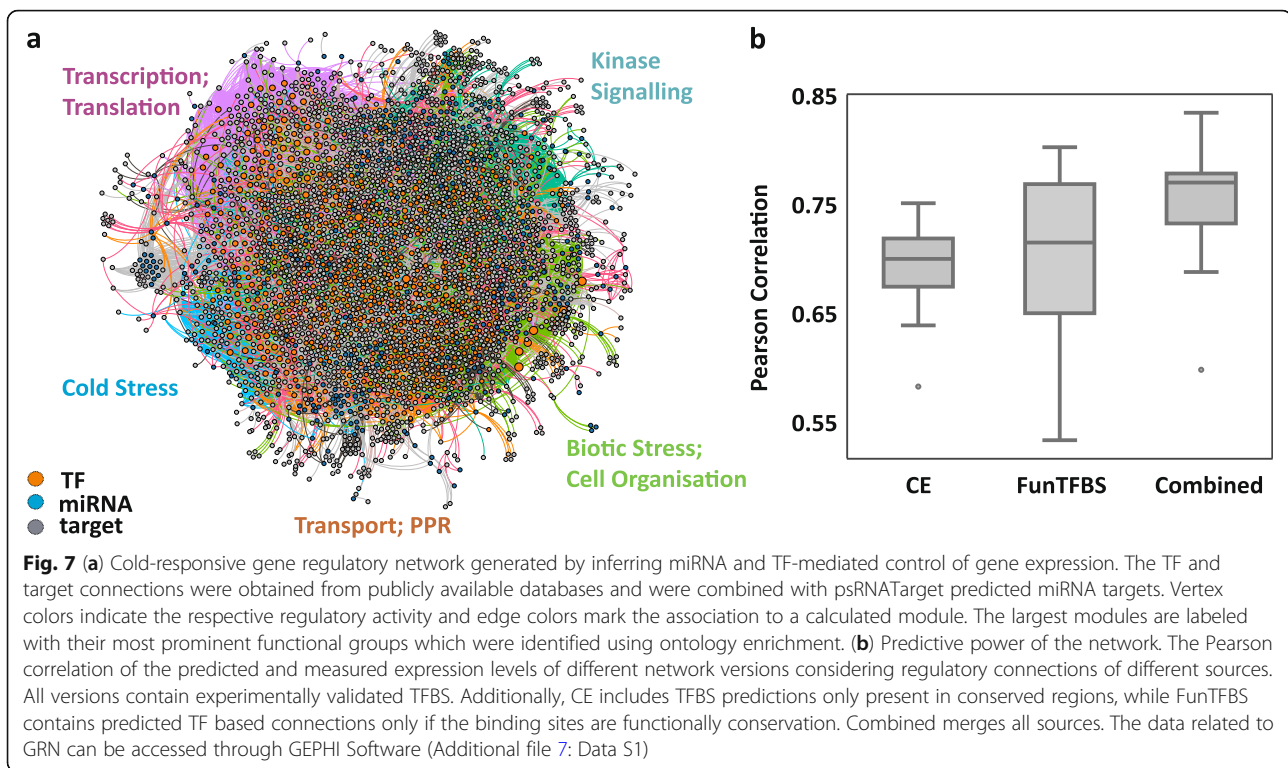 a
Transcription;
Translation
Kinase
Signalling
Cold Stress
Biotic Stress;
Cell Organisation
Transport; PPR
TF
miRNA
target
b
Pearson Correlation
0.85
0.75
0.65
0.55
CE FunTFBS Combined
Fig. 7 (a) Cold-responsive gene regulatory network generated by inferring miRNA and TF-mediated control of gene expression. The TF and
target connections were obtained from publicly available databases and were combined with psRNATarget predicted miRNA targets. Vertex
colors indicate the respective regulatory activity and edge colors mark the association to a calculated module. The largest modules are labeled
with their most prominent functional groups which were identified using ontology enrichment. (b) Predictive power of the network. The Pearson
correlation of the predicted and measured expression levels of different network versions considering regulatory connections of different sources.
All versions contain experimentally validated TFBS. Additionally, CE includes TFBS predictions only present in conserved regions, while FunTFBS
contains predicted TF based connections only if the binding sites are functionally conservation. Combined merges all sources. The data related to
GRN can be accessed through GEPHI Software (Additional file 7: Data S1)